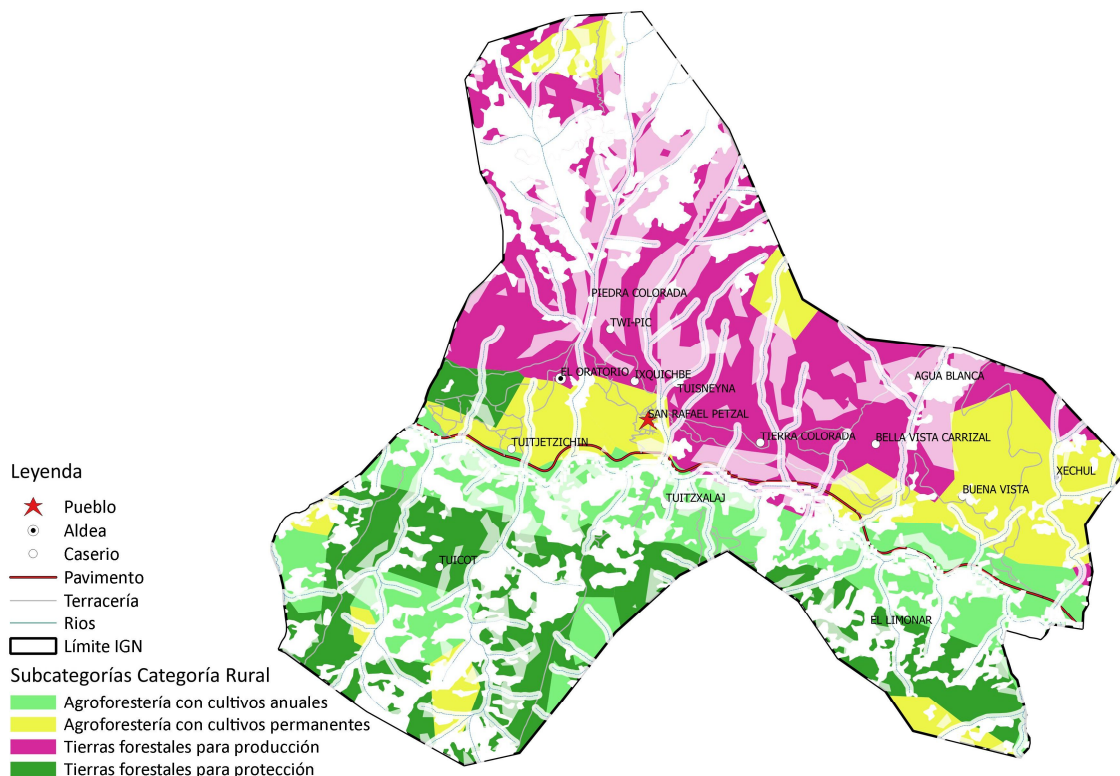 PIEDRA COLORADA
TWI-PIC
EL ORATORIO
IXQUICHBE
AGUA BLANCA
TUISNEYNA
SAN RAFAEL PETZAL
TUITJETZICHIN
TIERRA COLORADA
BELLA VISTA CARRIZAL
XECHUL
BUENA VISTA
TUITZXALAJ
TUICOT
EL LIMONAR
Leyenda
Pueblo
Aldea
Caserio
Pavimento
Terracería
Rios
Límite IGN
Subcategorías Categoría Rural
Agroforestería con cultivos anuales
Agroforestería con cultivos permanentes
Tierras forestales para producción
Tierras forestales para protección